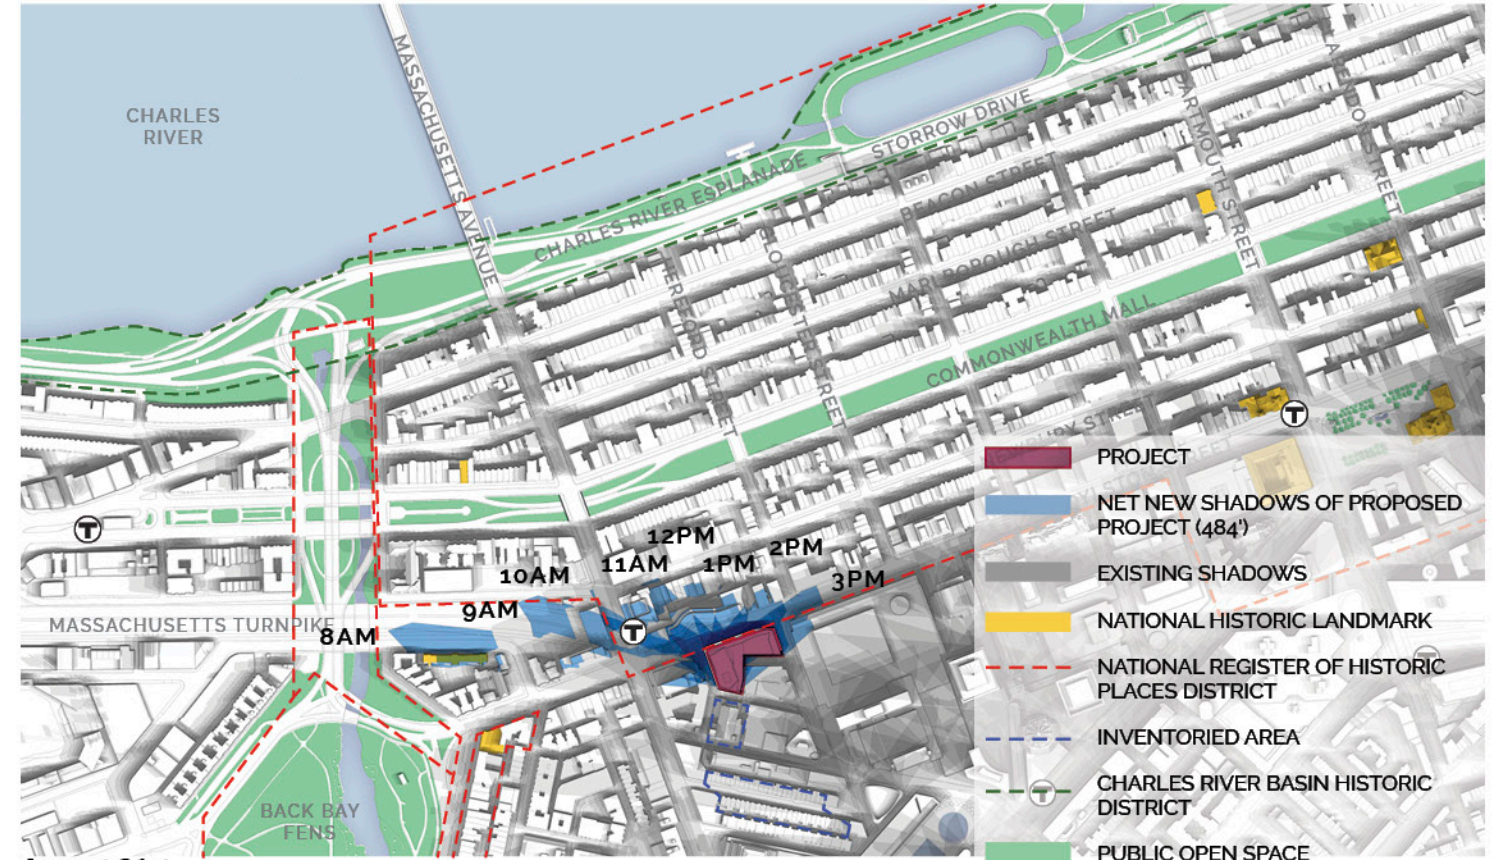 CHARLES
RIVER
MASSACHUSETTS AVENUE
CHARLES RIVER ESPLANADE
STORROW DRIVE
BEACON STREET
MARLBOROUGH STREET
COMMONWEALTH MALL
HEREFORD STREET
GLOUCESTER STREET
DARTMOUTH STREET
STREET
T
T
12PM
2PM
11AM
1PM
10AM
3PM
9AM
8AM
T
MASSACHUSETTS TURNPIKE
BACK BAY
FENS
PROJECT
NET NEW SHADOWS OF PROPOSED
PROJECT (484')
EXISTING SHADOWS
NATIONAL HISTORIC LANDMARK
NATIONAL REGISTER OF HISTORIC
PLACES DISTRICT
INVENTORIED AREA
CHARLES RIVER BASIN HISTORIC
DISTRICT
PUBLIC OPEN SPACE
T
T